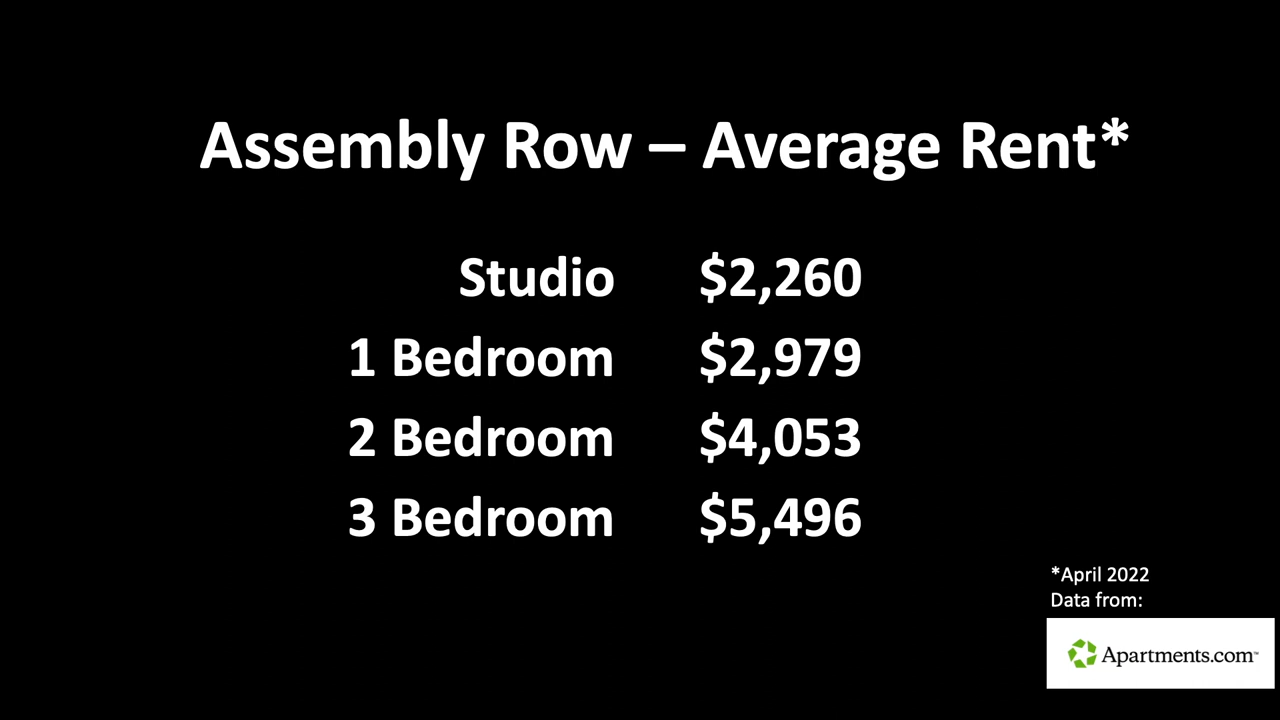 Assembly Row – Average Rent*
Studio $2,260
1 Bedroom $2,979
2 Bedroom $4,053
3 Bedroom $5,496
*April 2022
Data from:
Apartments.com™